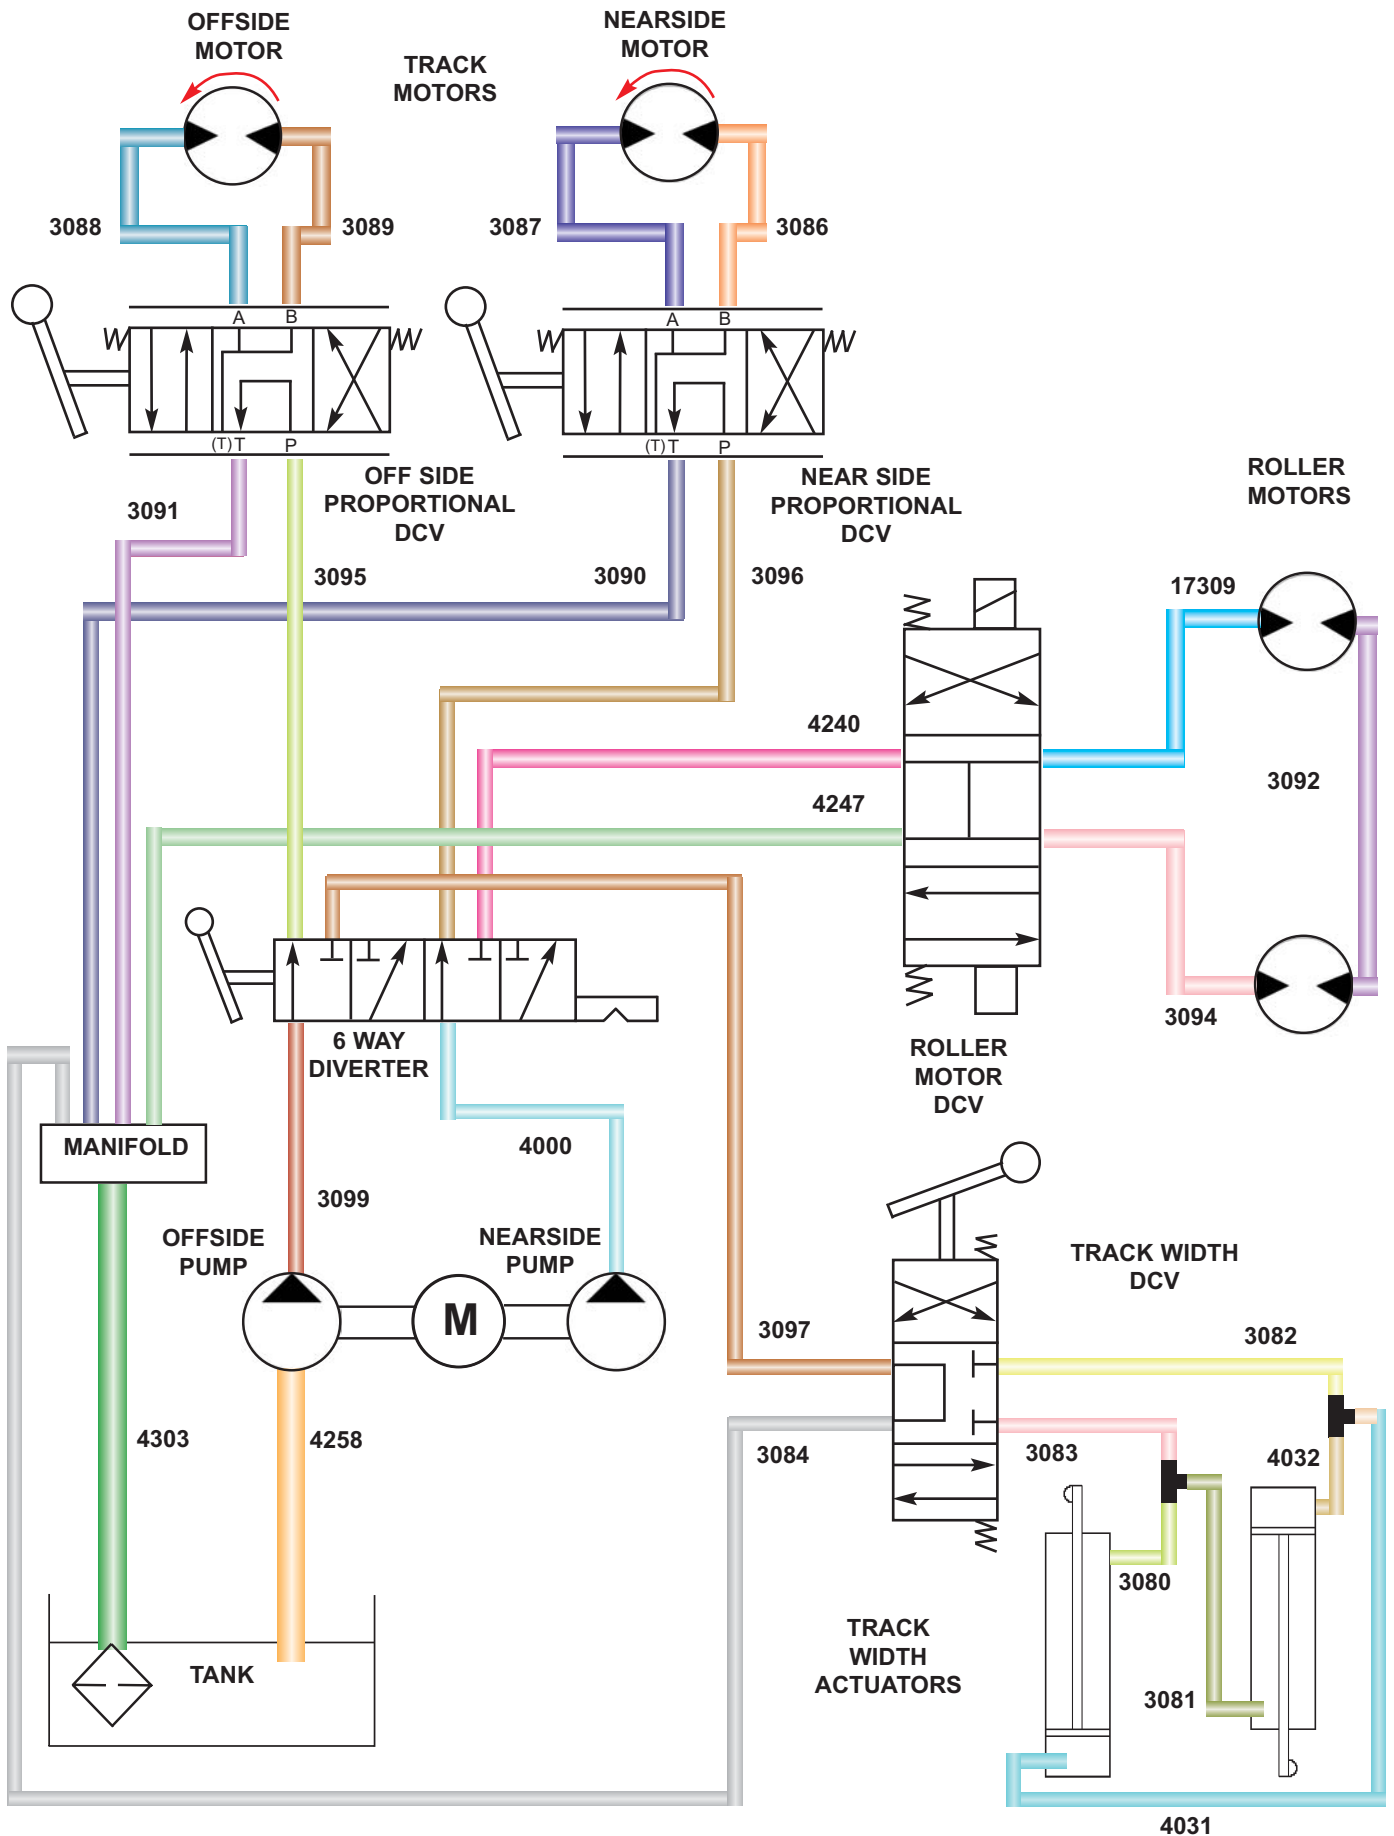 OFFSIDE
MOTOR
NEARSIDE
MOTOR
TRACK
MOTORS
3088
3089
3087
3086
A B
A B
(T) T P
(T) T P
OFF SIDE
PROPORTIONAL
DCV
NEAR SIDE
PROPORTIONAL
DCV
ROLLER
MOTORS
3091
3095
3090
3096
17309
4240
4247
3092
6 WAY
DIVERTER
3094
ROLLER
MOTOR
DCV
MANIFOLD
4000
3099
OFFSIDE
PUMP
NEARSIDE
PUMP
M
TRACK WIDTH
DCV
3097
3082
4303
4258
3084
3083
4032
3080
TRACK
WIDTH
ACTUATORS
TANK
3081
4031